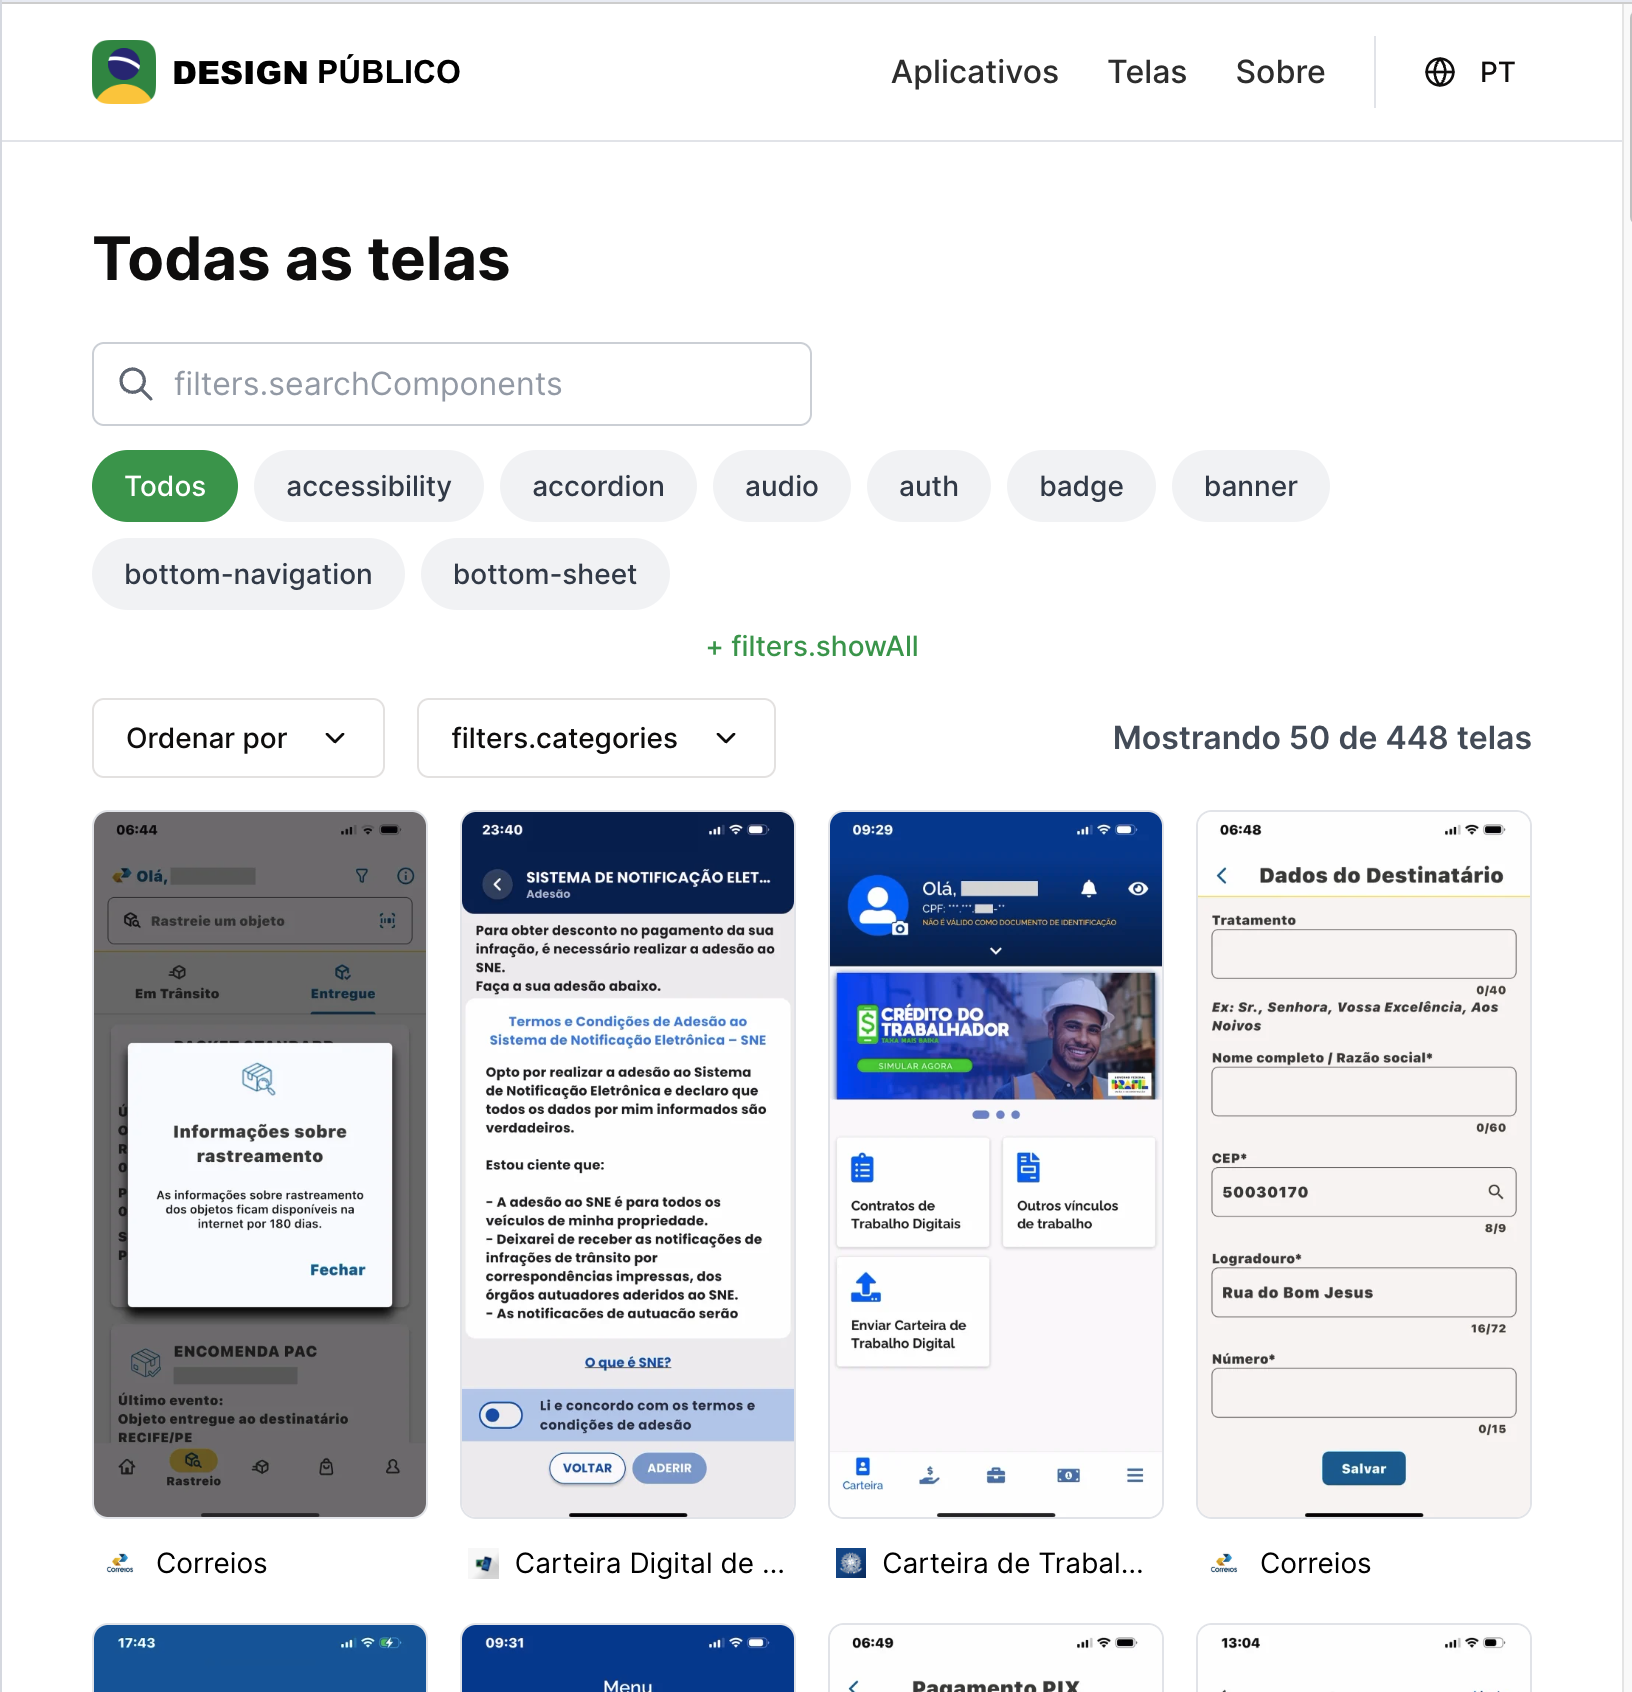 DESIGN PÚBLICO
Aplicativos
Telas
Sobre
PT
Todas as telas
filters.searchComponents
Todos
accessibility
accordion
audio
auth
badge
banner
bottom-navigation
bottom-sheet
+ filters.showAll
Ordenar por
filters.categories
Mostrando 50 de 448 telas
06:44
Olá,
Rastreie um objeto
Em Trânsito
Entregue
Informações sobre
rastreamento
As informações sobre rastreamento
dos objetos ficam disponíveis na
internet por 180 dias.
Fechar
ENCOMENDA PAC
Último evento:
Objeto entregue ao destinatário
RECIFE/PE
Rastreio
23:40
SISTEMA DE NOTIFICAÇÃO ELET...
Adesão
Para obter desconto no pagamento da sua
infração, é necessário realizar a adesão ao
SNE.
Faça a sua adesão abaixo.
Termos e Condições de Adesão ao
Sistema de Notificação Eletrônica – SNE
Opto por realizar a adesão ao Sistema
de Notificação Eletrônica e declaro que
todos os dados por mim informados são
verdadeiros.
Estou ciente que:
- A adesão ao SNE é para todos os
veículos de minha propriedade.
- Deixarei de receber as notificações de
infrações de trânsito por
correspondências impressas, dos
órgãos autuadores aderidos ao SNE.
- As notificações de autuação serão
O que é SNE?
Li e concordo com os termos e
condições de adesão
VOLTAR
ADERIR
09:29
Olá,
CPF: ***.***.
-**
NÃO É VÁLIDO COMO DOCUMENTO DE IDENTIFICAÇÃO
CRÉDITO DO
TRABALHADOR
TAXA MAIS BAIXA
SIMULAR AGORA
BRASIL
Contratos de
Trabalho Digitais
Outros vínculos
de trabalho
Enviar Carteira de
Trabalho Digital
Carteira
06:48
Dados do Destinatário
Tratamento
0/40
Ex: Sr., Senhora, Vossa Excelência, Aos
Noivos
Nome completo / Razão social*
0/60
CEP*
50030170
8/9
Logradouro*
Rua do Bom Jesus
16/72
Número*
0/15
Salvar
Correios
Correios
Carteira Digital de ...
Carteira de Trabal...
Correios
Correios
17:43
09:31
Menu
06:49
Pagamento PIX
13:04